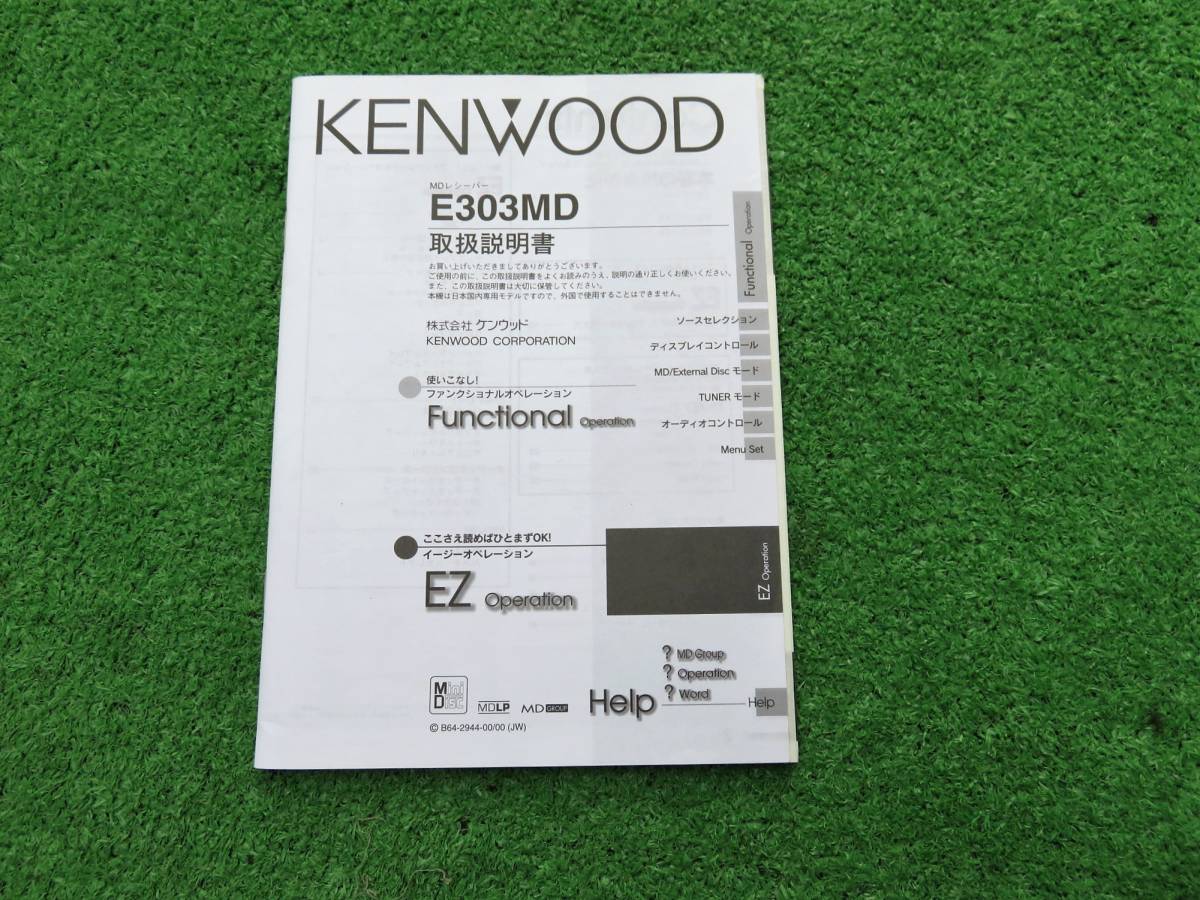 KENWOOD
MDレシーバー
E303MD
取扱説明書
お買い上げいただきましてありがとうございます。
ご使用の前に、この取扱説明書をよくお読みのうえ、説明の通り正しくお使いください。
また、この取扱説明書は大切に保管してください。
本機は日本国内専用モデルですので、外国で使用することはできません。
株式会社 ケンウッド
KENWOOD CORPORATION
Functional Operation
ソースセレクション
ディスプレイコントロール
MD/External Disc モード
TUNER モード
オーディオコントロール
Menu Set
使いこなし!
ファンクショナルオペレーション
Functional Operation
ここさえ読めばひとまずOK!
イージーオペレーション
EZ Operation
EZ Operation
? MD Group
? Operation
? Word
Help
Help
Mini Disc
MDLP
MD GROUP
© B64-2944-00/00 (JW)